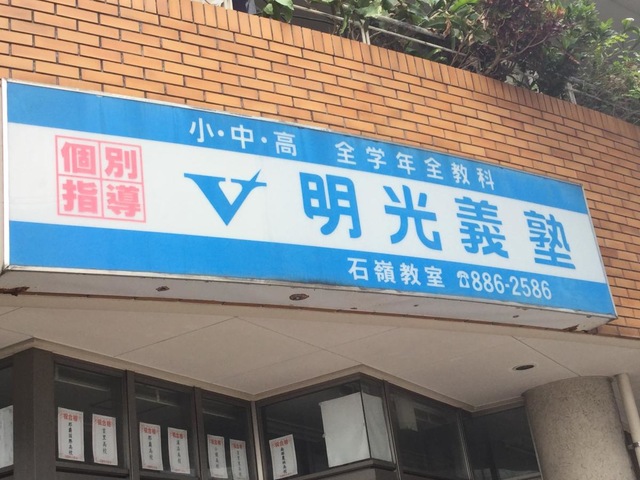 小・中・高 全学年全教科
個別
指導
明光義塾
石嶺教室 ☎886-2586